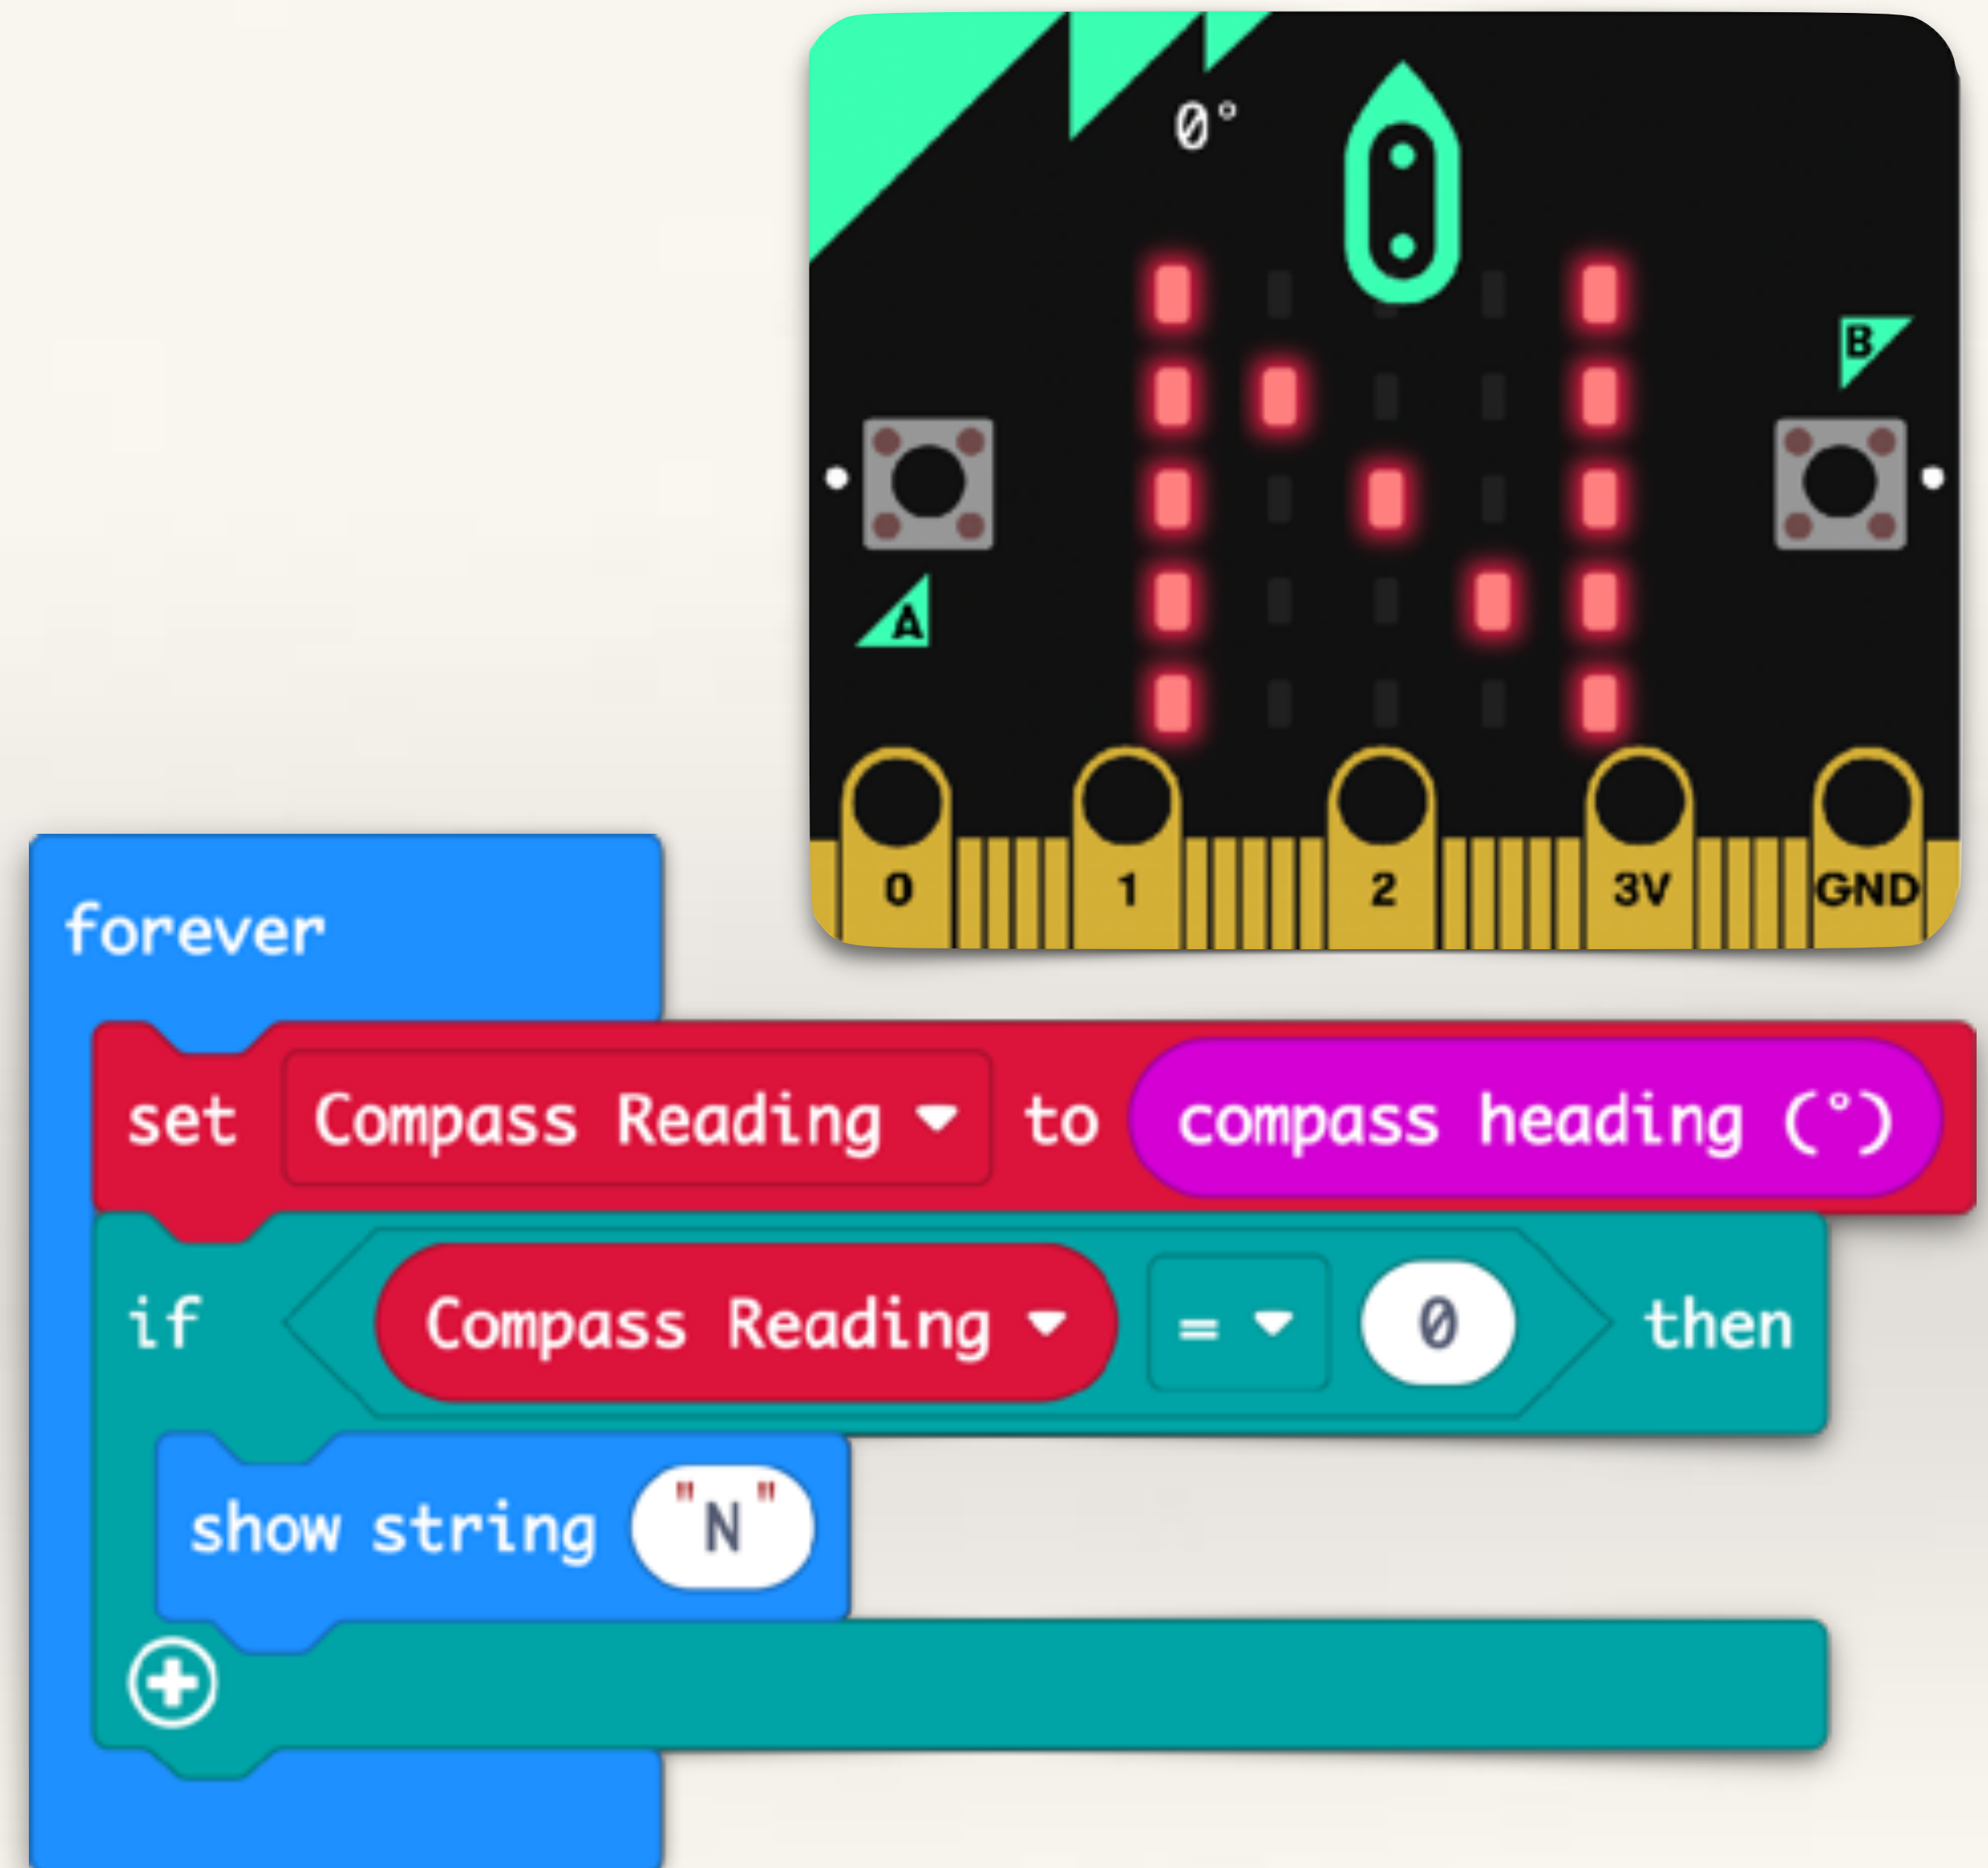 0°
B
A
0 1 2 3V GND
forever
set Compass Reading to compass heading (°)
if Compass Reading = 0 then
show string "N"